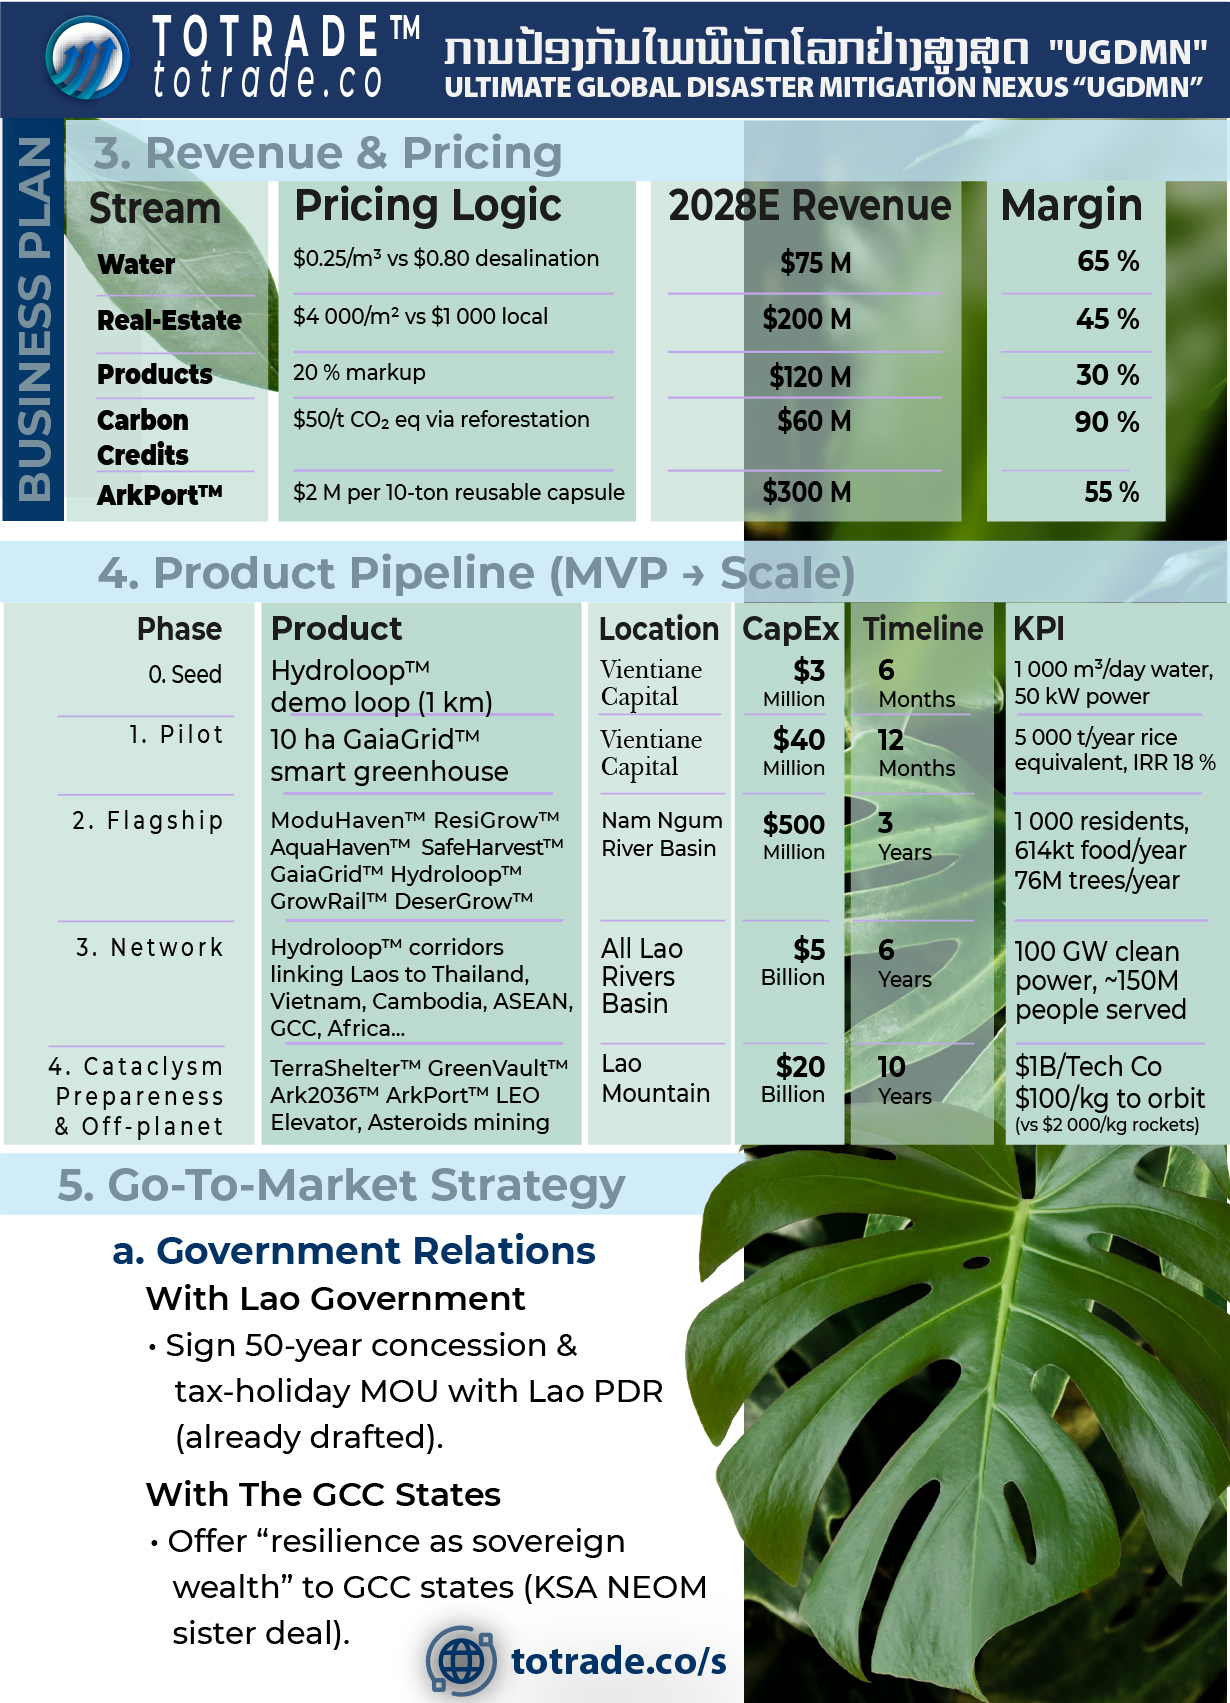 TOTRADE™
totrade.co
ການປ້ອງກັນໄພພິບັດໂລກຢ່າງສູງສຸດ "UGDMN"
ULTIMATE GLOBAL DISASTER MITIGATION NEXUS “UGDMN”
BUSINESS PLAN
3. Revenue & Pricing
Stream Pricing Logic 2028E Revenue Margin
Water $0.25/m³ vs $0.80 desalination $75 M 65 %
Real-Estate $4 000/m² vs $1 000 local $200 M 45 %
Products 20 % markup $120 M 30 %
Carbon $50/t CO₂ eq via reforestation $60 M 90 %
Credits
ArkPort™ $2 M per 10-ton reusable capsule $300 M 55 %
4. Product Pipeline (MVP → Scale)
Phase Product Location CapEx Timeline KPI
0. Seed Hydroloop™ Vientiane $3 6 1 000 m³/day water,
demo loop (1 km) Capital Million Months 50 kW power
1. Pilot 10 ha GaiaGrid™ Vientiane $40 12 5 000 t/year rice
smart greenhouse Capital Million Months equivalent, IRR 18 %
2. Flagship ModuHaven™ ResiGrow™ Nam Ngum $500 3 1 000 residents,
AquaHaven™ SafeHarvest™ River Basin Million Years 614kt food/year
GaiaGrid™ Hydroloop™ 76M trees/year
GrowRail™ DeserGrow™
3. Network Hydroloop™ corridors All Lao $5 6 100 GW clean
linking Laos to Thailand, Rivers Billion Years power, ~150M
Vietnam, Cambodia, ASEAN, Basin people served
GCC, Africa...
4. Cataclysm TerraShelter™ GreenVault™ Lao $20 10 $1B/Tech Co
Prepareness Ark2036™ ArkPort™ LEO Mountain Billion Years $100/kg to orbit
& Off-planet Elevator, Asteroids mining (vs $2 000/kg rockets)
5. Go-To-Market Strategy
a. Government Relations
With Lao Government
• Sign 50-year concession &
tax-holiday MOU with Lao PDR
(already drafted).
With The GCC States
• Offer “resilience as sovereign
wealth” to GCC states (KSA NEOM
sister deal).
totrade.co/s